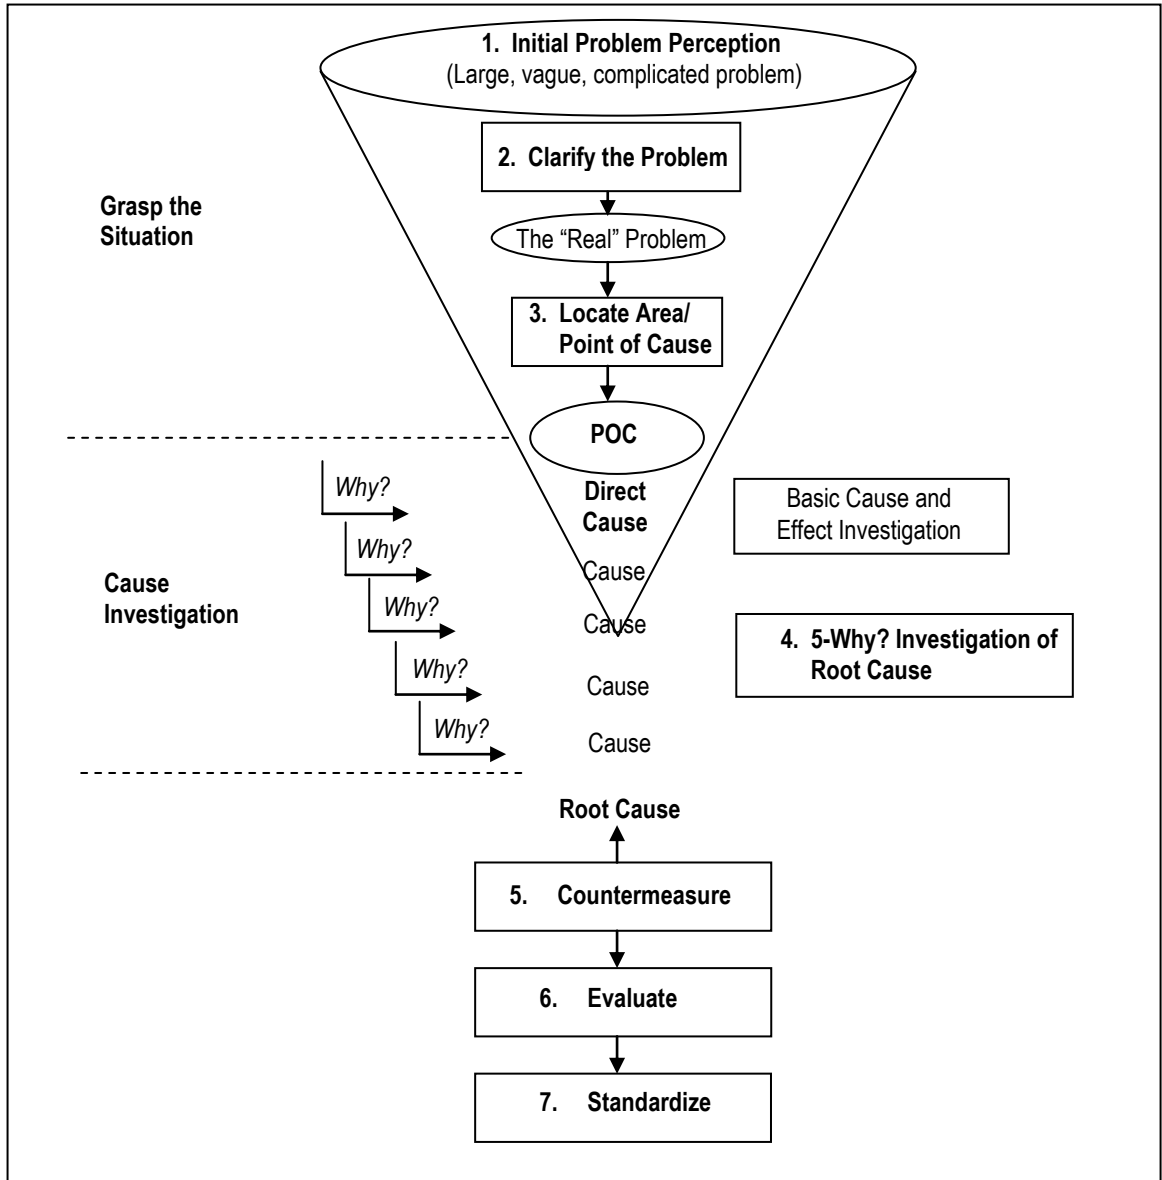 1. Initial Problem Perception
(Large, vague, complicated problem)
2. Clarify the Problem
Grasp the
Situation
The “Real” Problem
3. Locate Area/
Point of Cause
POC
Why?
Direct
Cause
Basic Cause and
Effect Investigation
Why?
Cause
Cause
Investigation
Why?
Cause
4. 5-Why? Investigation of
Root Cause
Why?
Cause
Why?
Cause
Root Cause
5. Countermeasure
6. Evaluate
7. Standardize